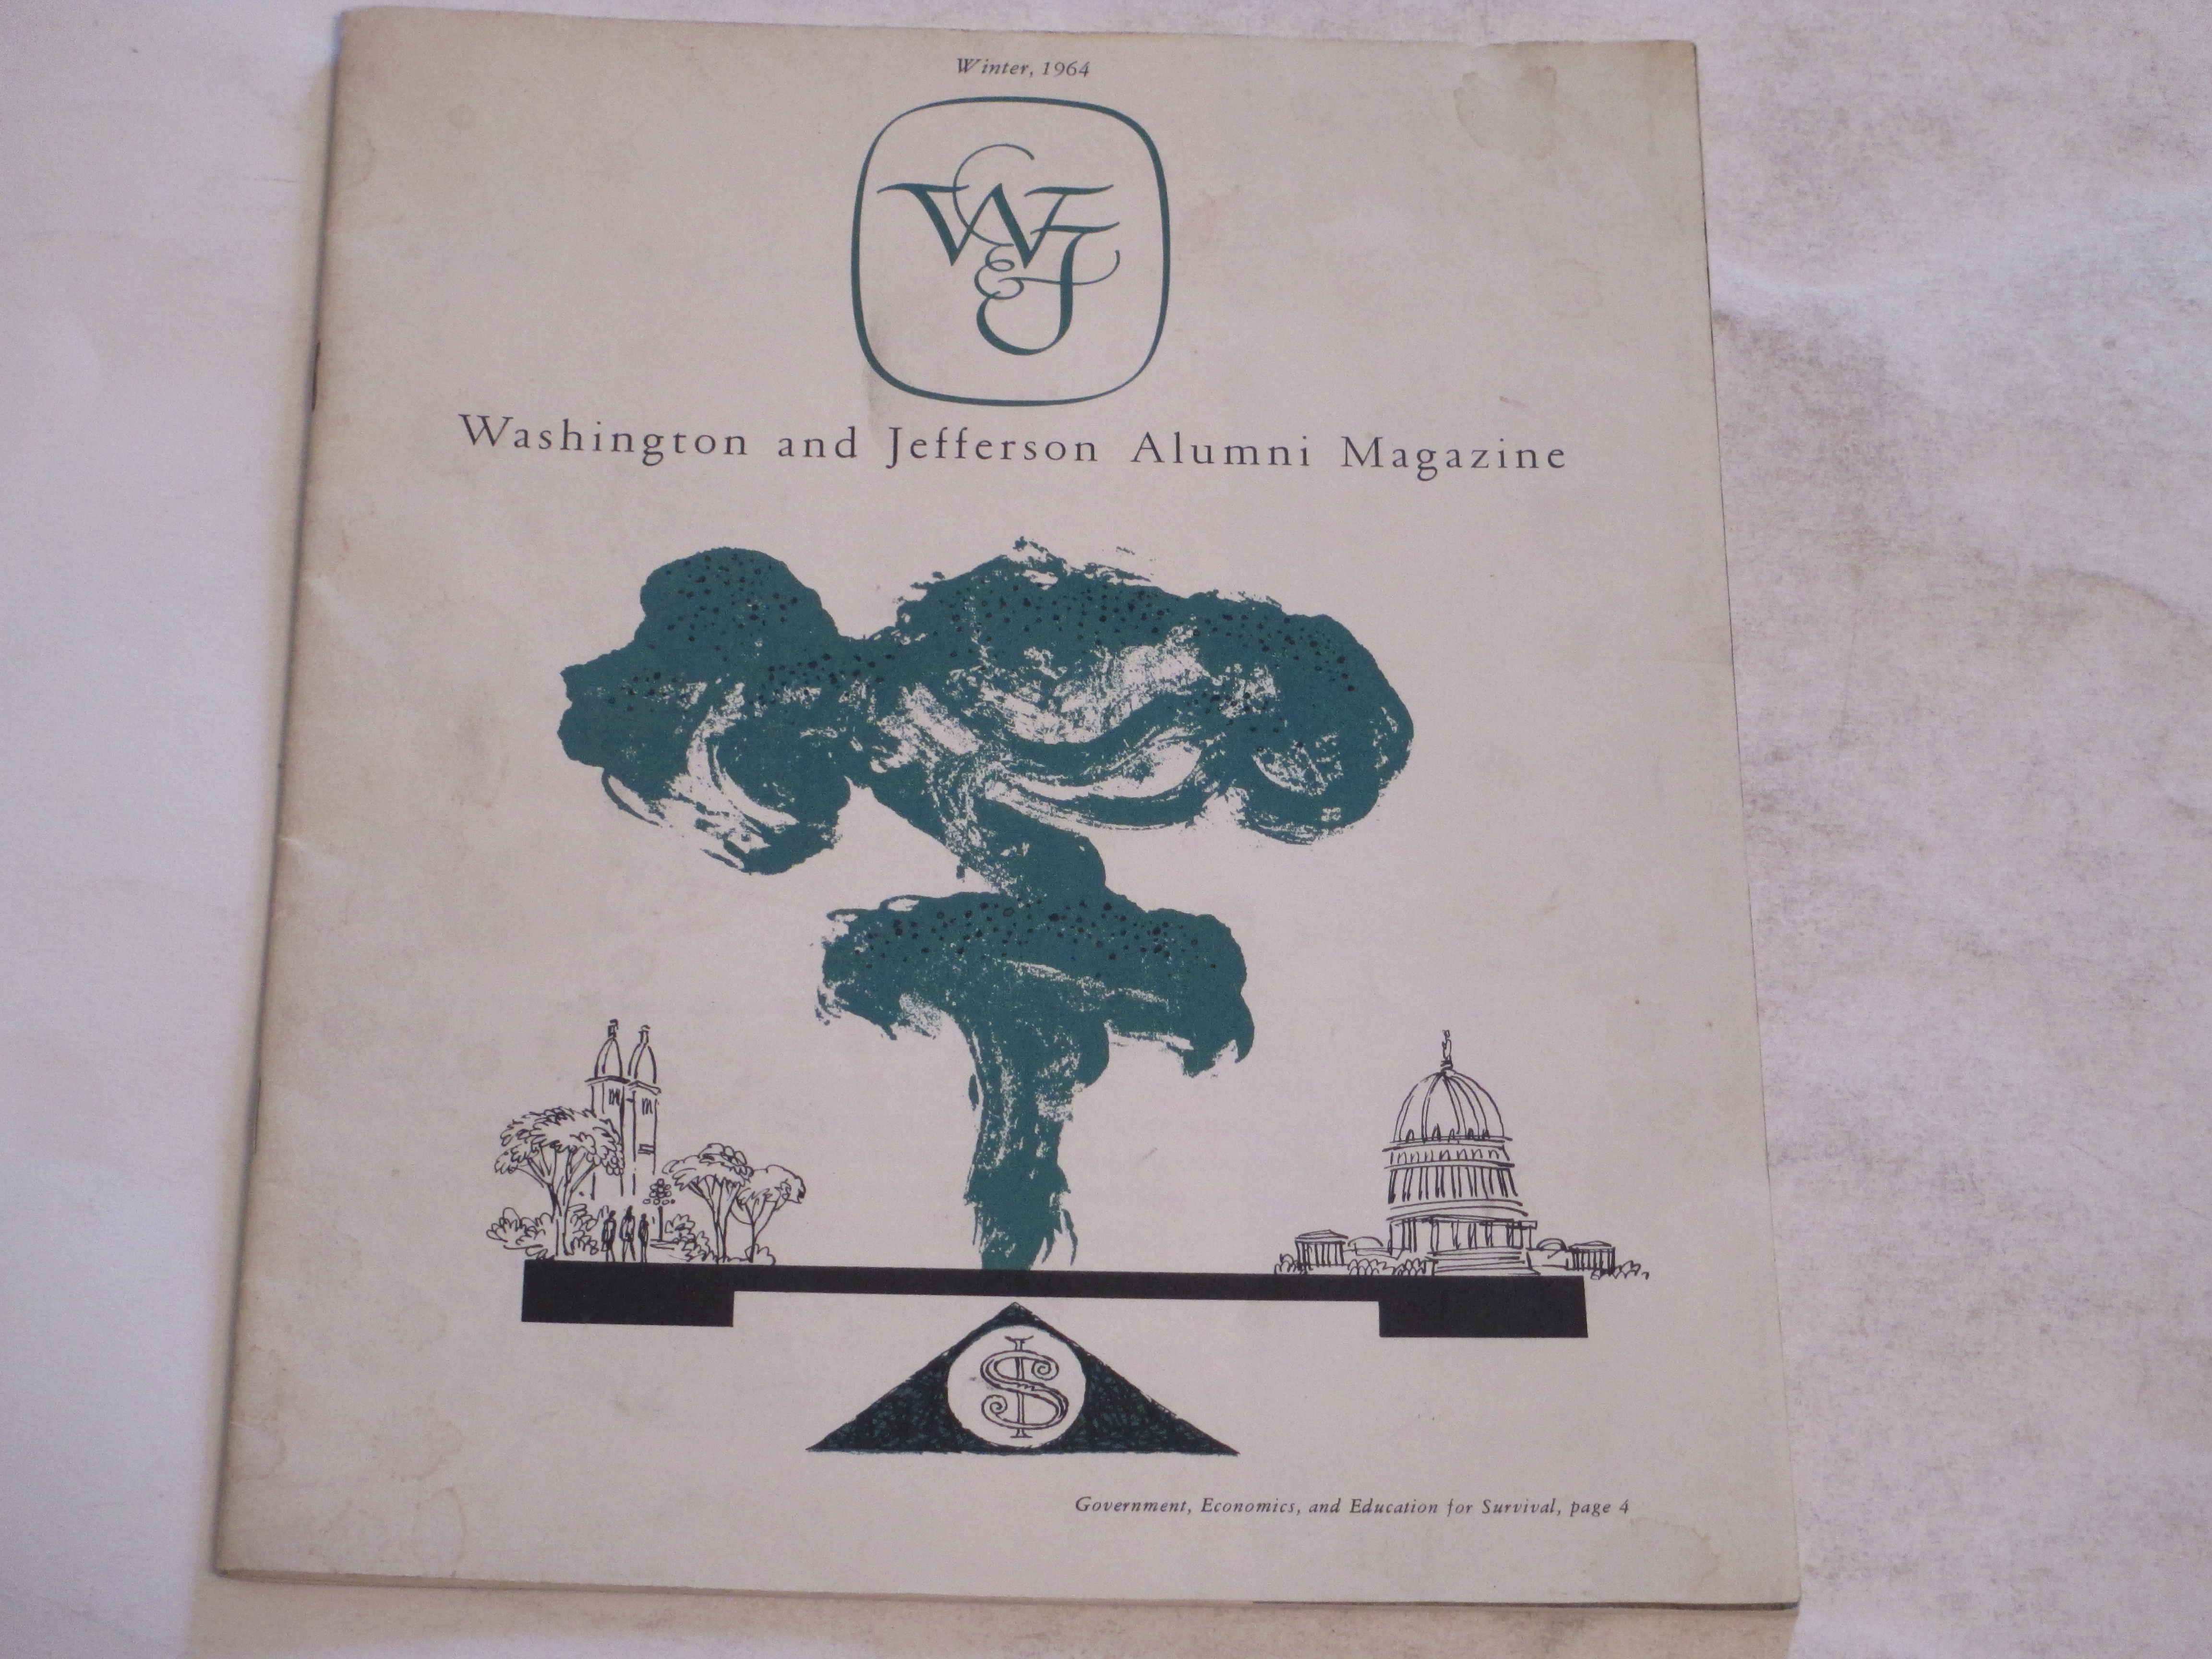 Winter, 1964
W&J
Washington and Jefferson Alumni Magazine
$
Government, Economics, and Education for Survival, page 4